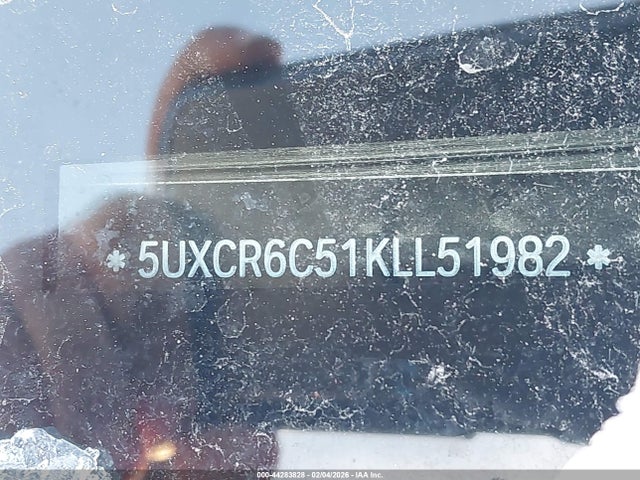 * 5UXCR6C51KLL51982 *
000-44283828 - 02/04/2026 - IAA Inc.